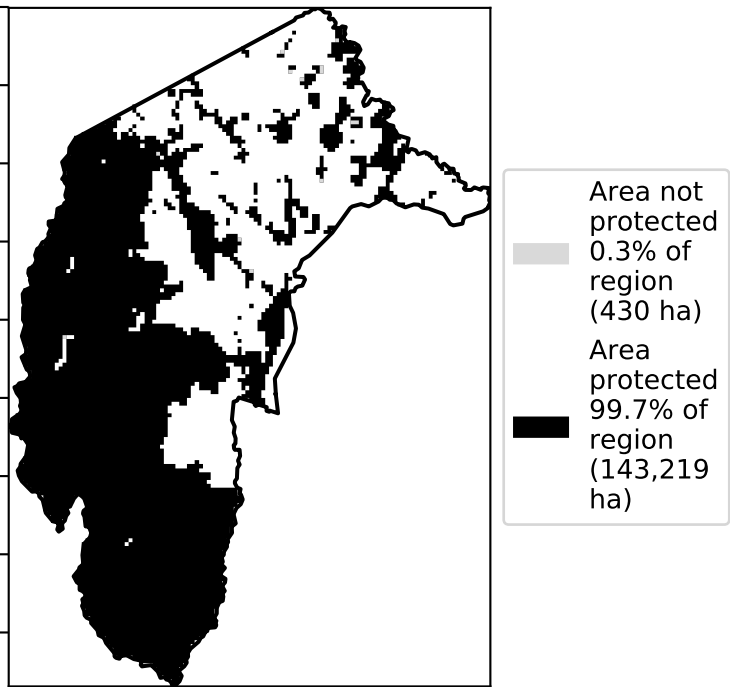 Area not
protected
0.3% of
region
(430 ha)
Area
protected
99.7% of
region
(143,219
ha)